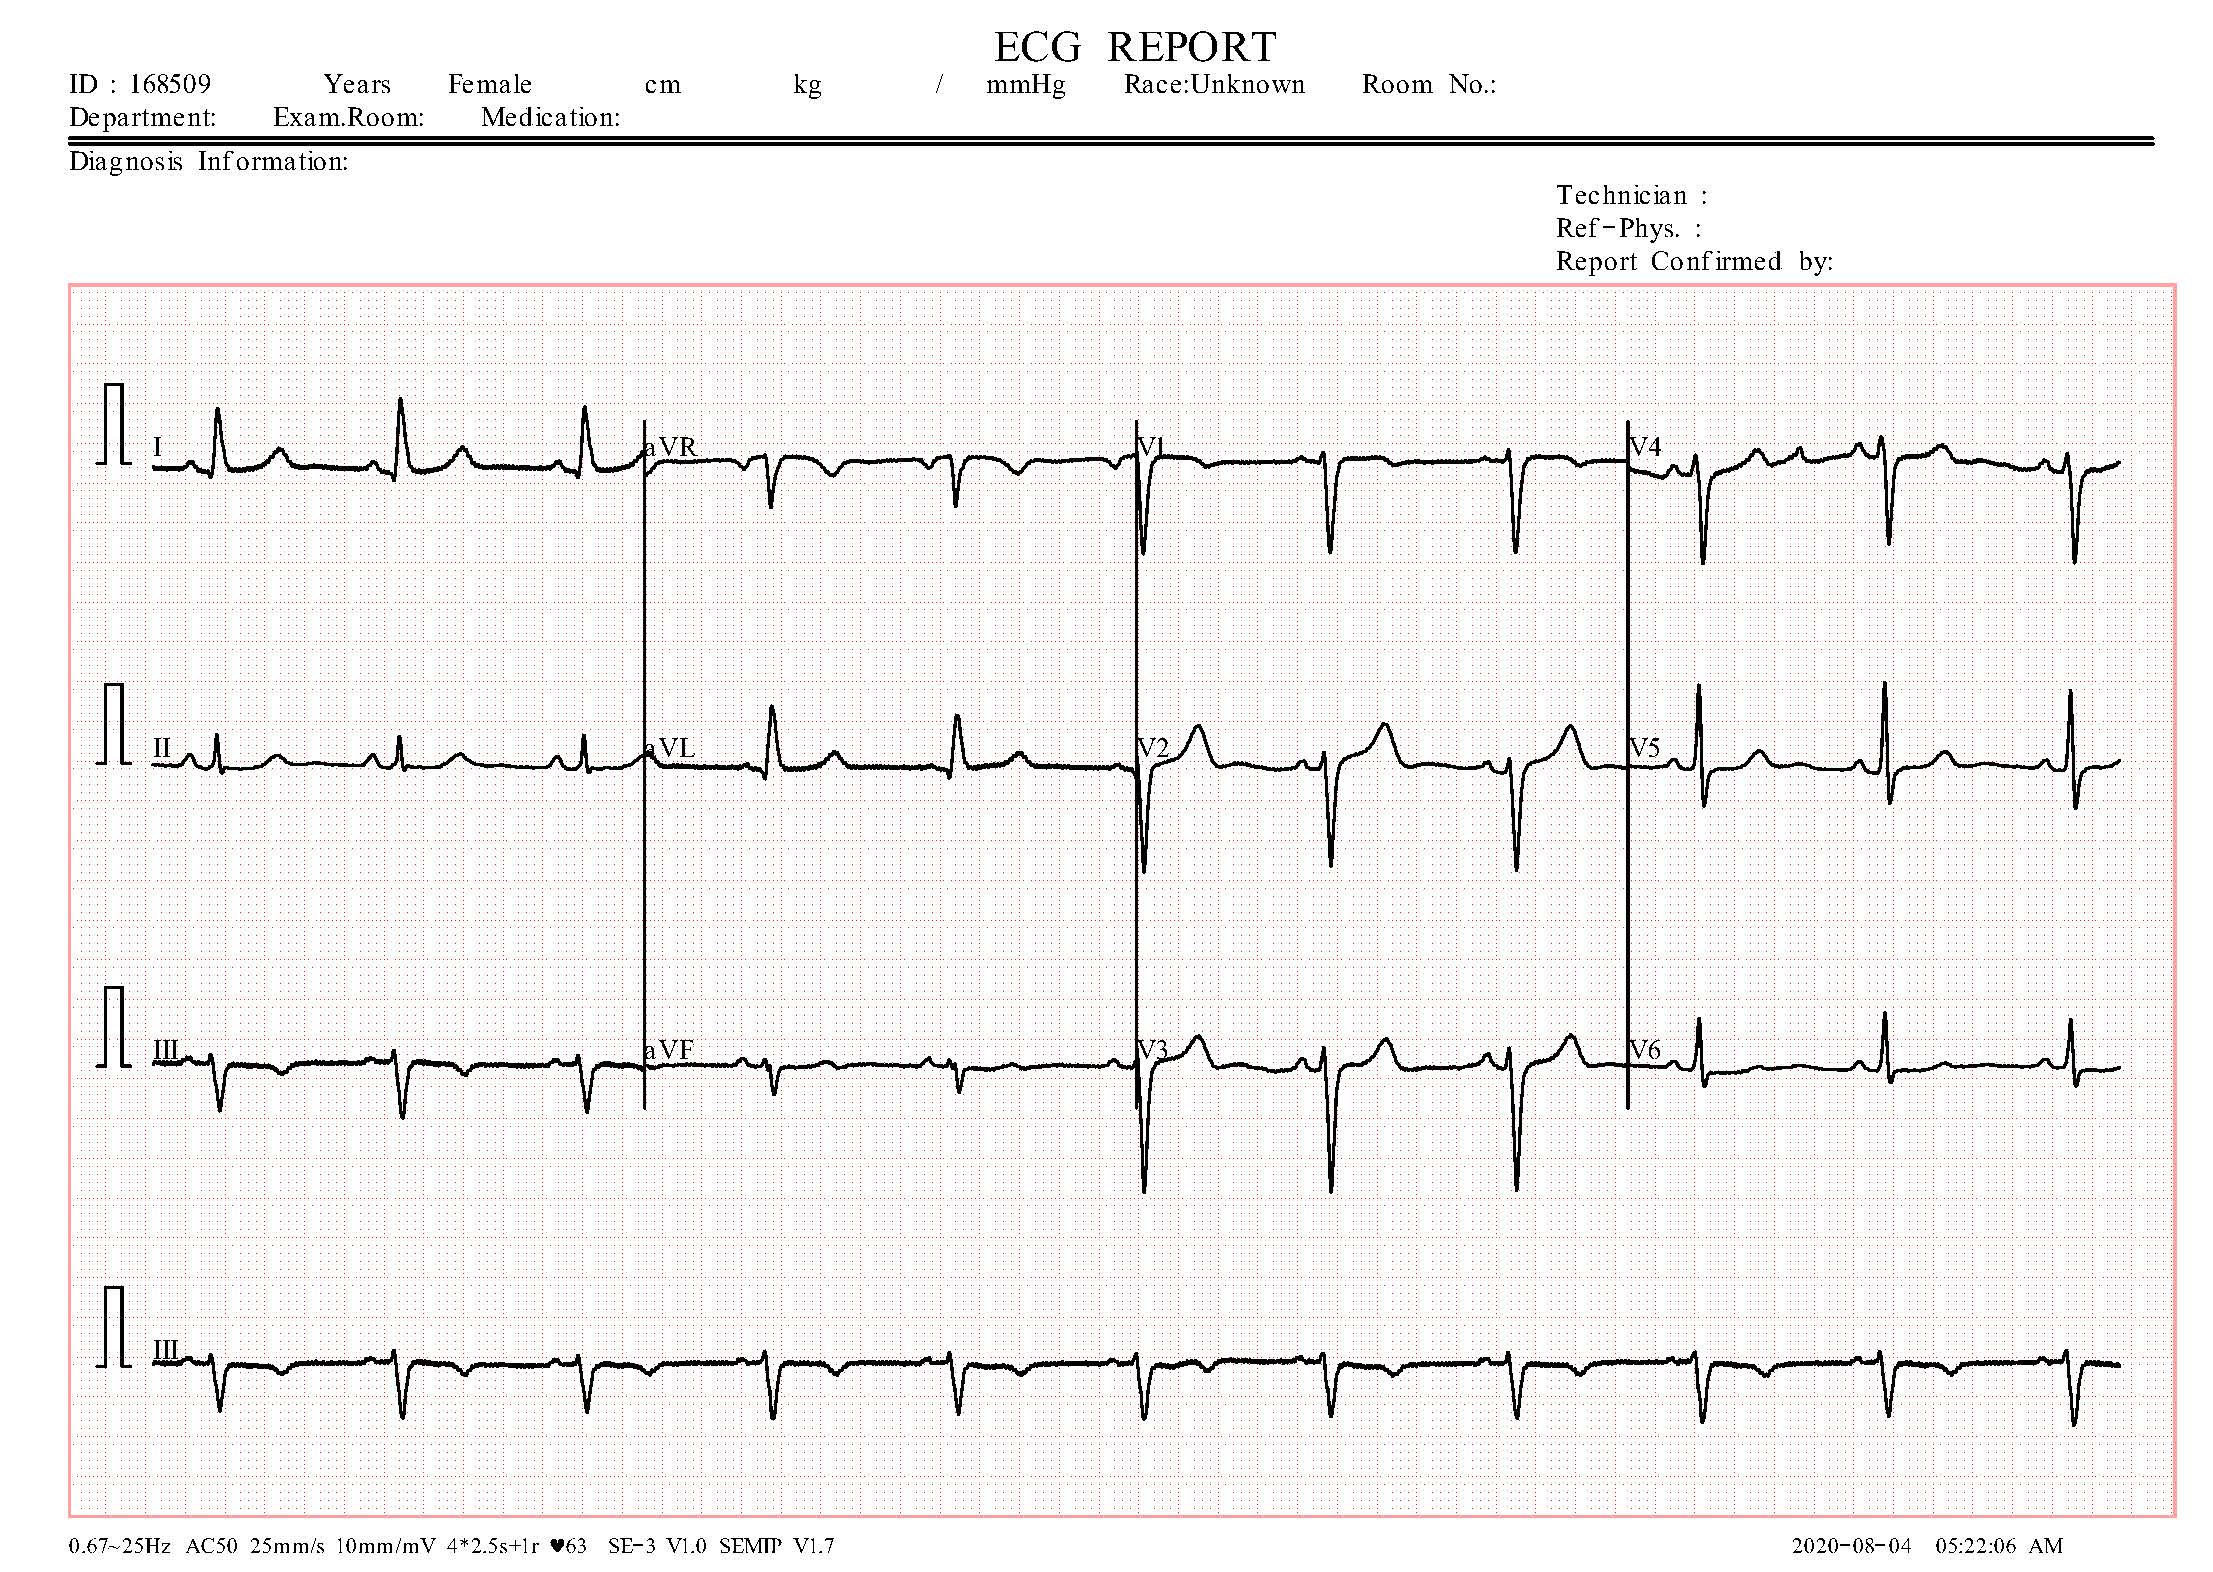 ECG REPORT
ID : 168509 Years Female cm kg / mmHg Race:Unknown Room No.:
Department: Exam.Room: Medication:
Diagnosis Information:
Technician :
Ref-Phys. :
Report Confirmed by:
I aVR V1 V4
II aVL V2 V5
III aVF V3 V6
III
0.67~25Hz AC50 25mm/s 10mm/mV 4*2.5s+1r ♥63 SE-3 V1.0 SEMIP V1.7 2020-08-04 05:22:06 AM